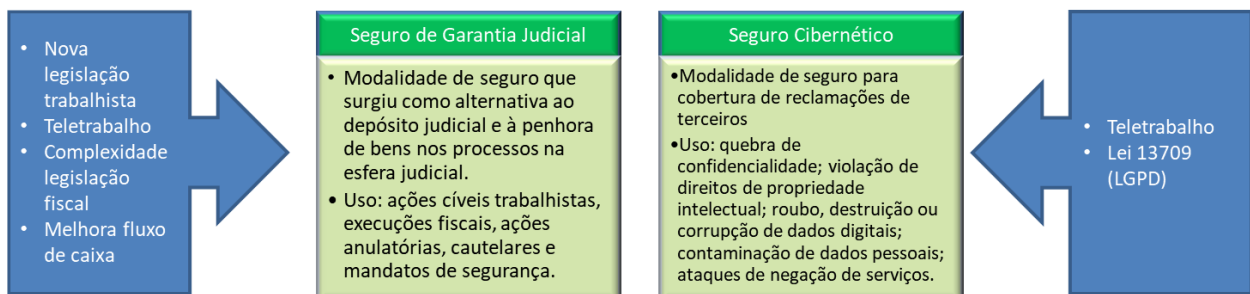 • Nova
legislação
trabalhista
• Teletrabalho
• Complexidade
legislação
fiscal
• Melhora fluxo
de caixa
Seguro de Garantia Judicial
• Modalidade de seguro que
surgiu como alternativa ao
depósito judicial e à penhora
de bens nos processos na
esfera judicial.
• Uso: ações cíveis trabalhistas,
execuções fiscais, ações
anulatórias, cautelares e
mandatos de segurança.
Seguro Cibernético
•Modalidade de seguro para
cobertura de reclamações de
terceiros
•Uso: quebra de
confidencialidade; violação de
direitos de propriedade
intelectual; roubo, destruição ou
corrupção de dados digitais;
contaminação de dados pessoais;
ataques de negação de serviços.
• Teletrabalho
• Lei 13709
(LGPD)